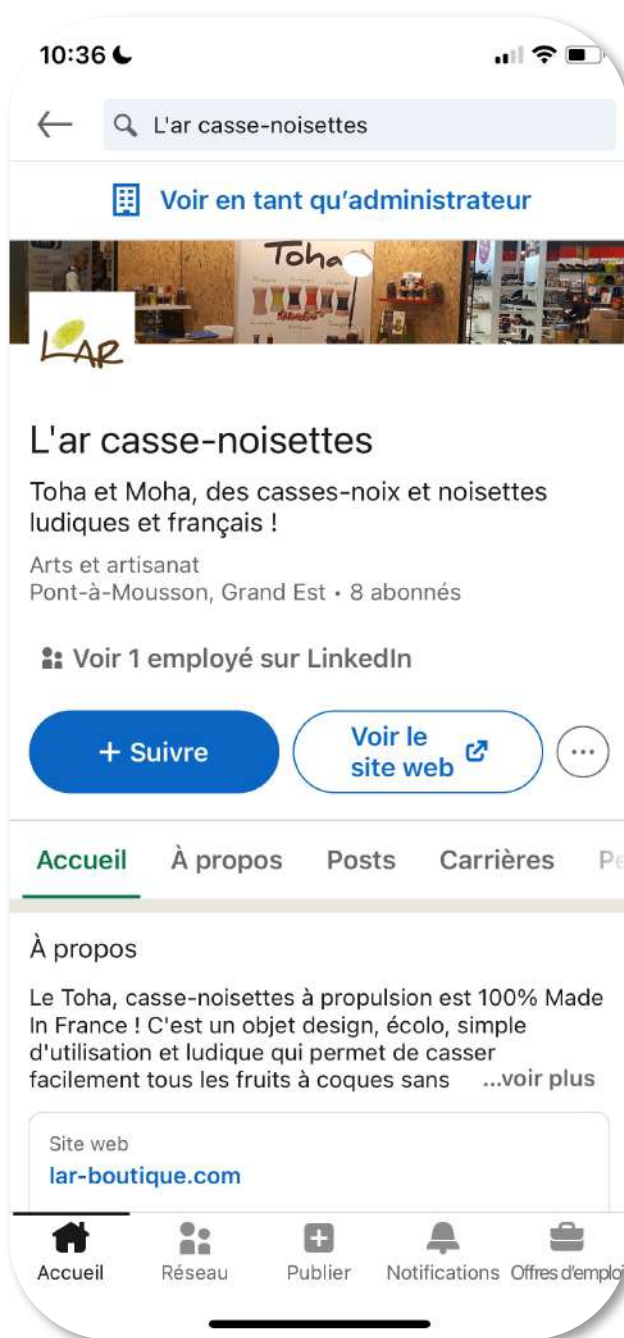 10:36
L'ar casse-noisettes
Voir en tant qu'administrateur
Toha
L'AR
L'ar casse-noisettes
Toha et Moha, des casses-noix et noisettes
ludiques et français !
Arts et artisanat
Pont-à-Mousson, Grand Est • 8 abonnés
Voir 1 employé sur LinkedIn
+ Suivre
Voir le
site web
Accueil À propos Posts Carrières
À propos
Le Toha, casse-noisettes à propulsion est 100% Made
In France ! C'est un objet design, écolo, simple
d'utilisation et ludique qui permet de casser
facilement tous les fruits à coques sans ...voir plus
Site web
lar-boutique.com
Accueil Réseau Publier Notifications Offres d'emploi